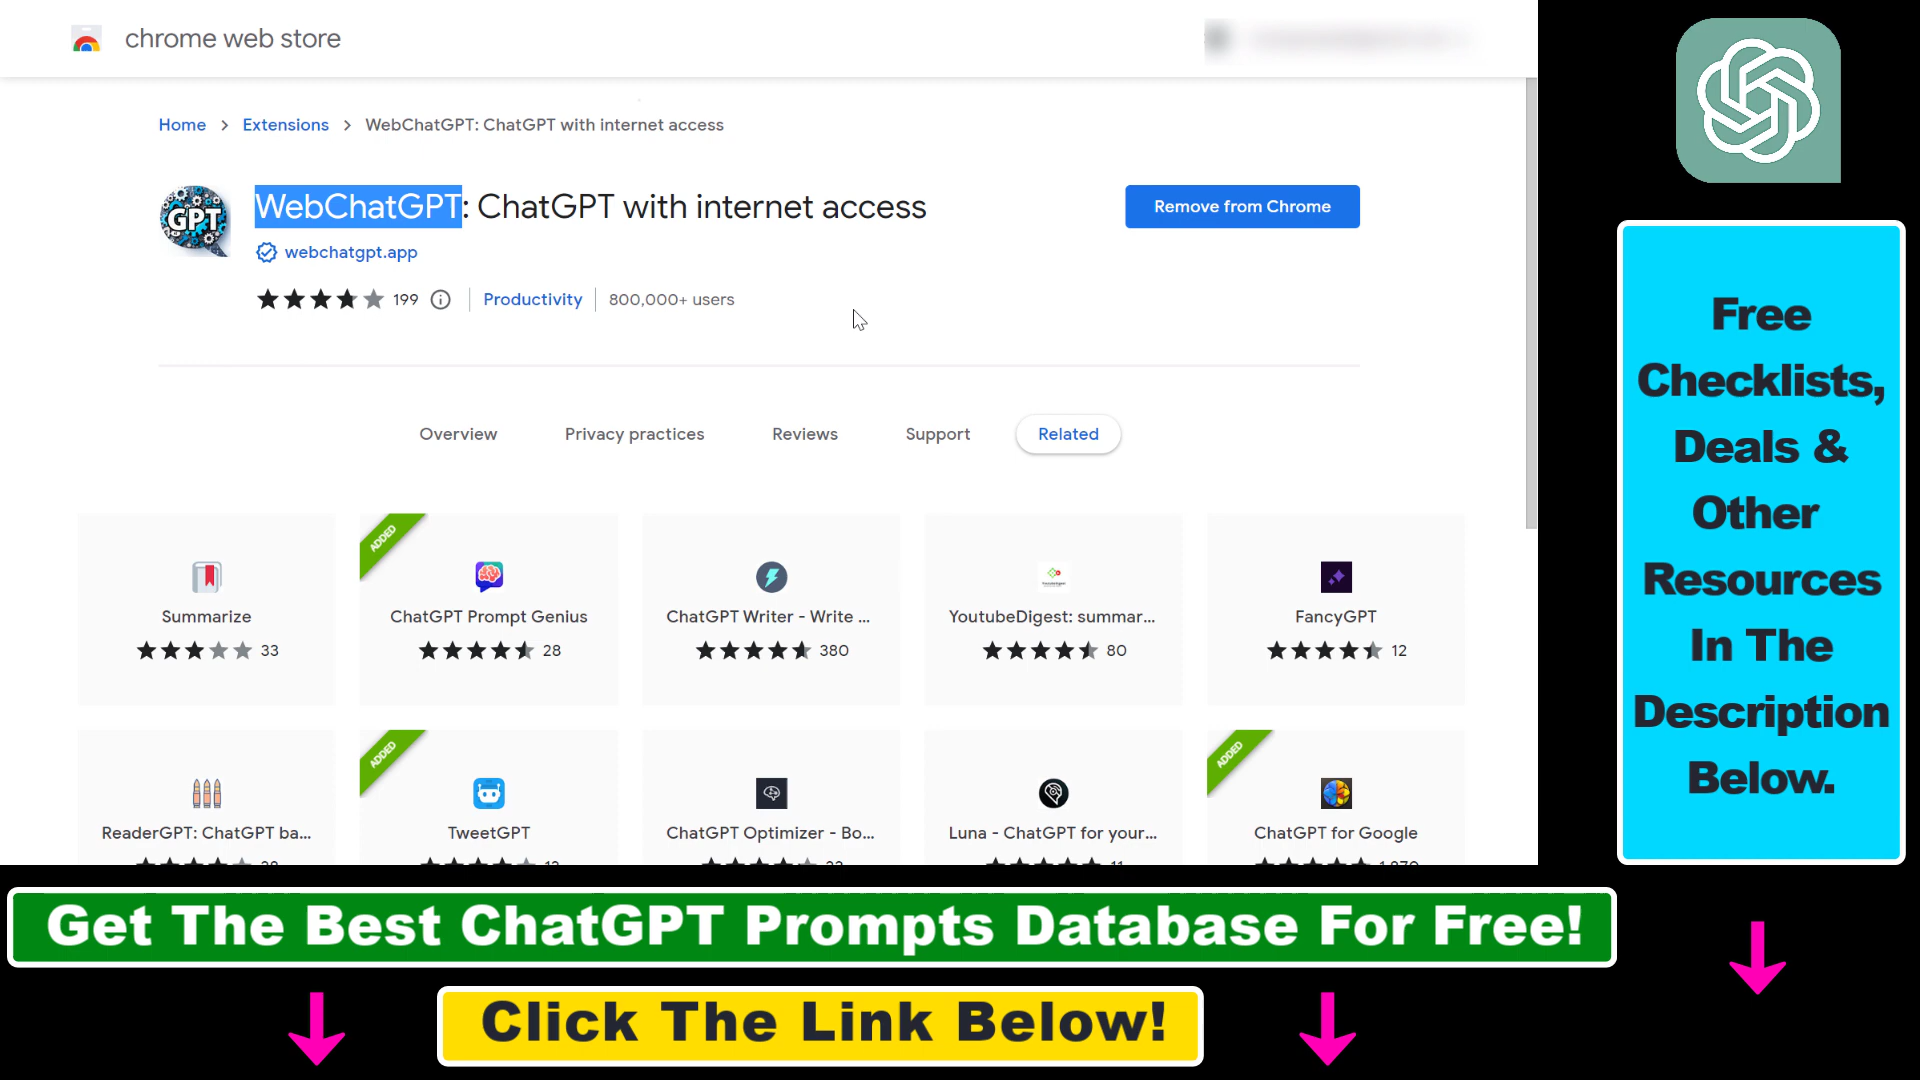 chrome web store
Home > Extensions > WebChatGPT: ChatGPT with internet access
GPT
WebChatGPT: ChatGPT with internet access
Remove from Chrome
webchatgpt.app
199
Productivity
800,000+ users
Overview
Privacy practices
Reviews
Support
Related
ADDED
Summarize
ChatGPT Prompt Genius
ChatGPT Writer - Write ...
YoutubeDigest: summar...
FancyGPT
33
28
380
80
12
ADDED
ADDED
ReaderGPT: ChatGPT ba...
TweetGPT
ChatGPT Optimizer - Bo...
Luna - ChatGPT for your...
ChatGPT for Google
Free
Checklists,
Deals &
Other
Resources
In The
Description
Below.
Get The Best ChatGPT Prompts Database For Free!
Click The Link Below!